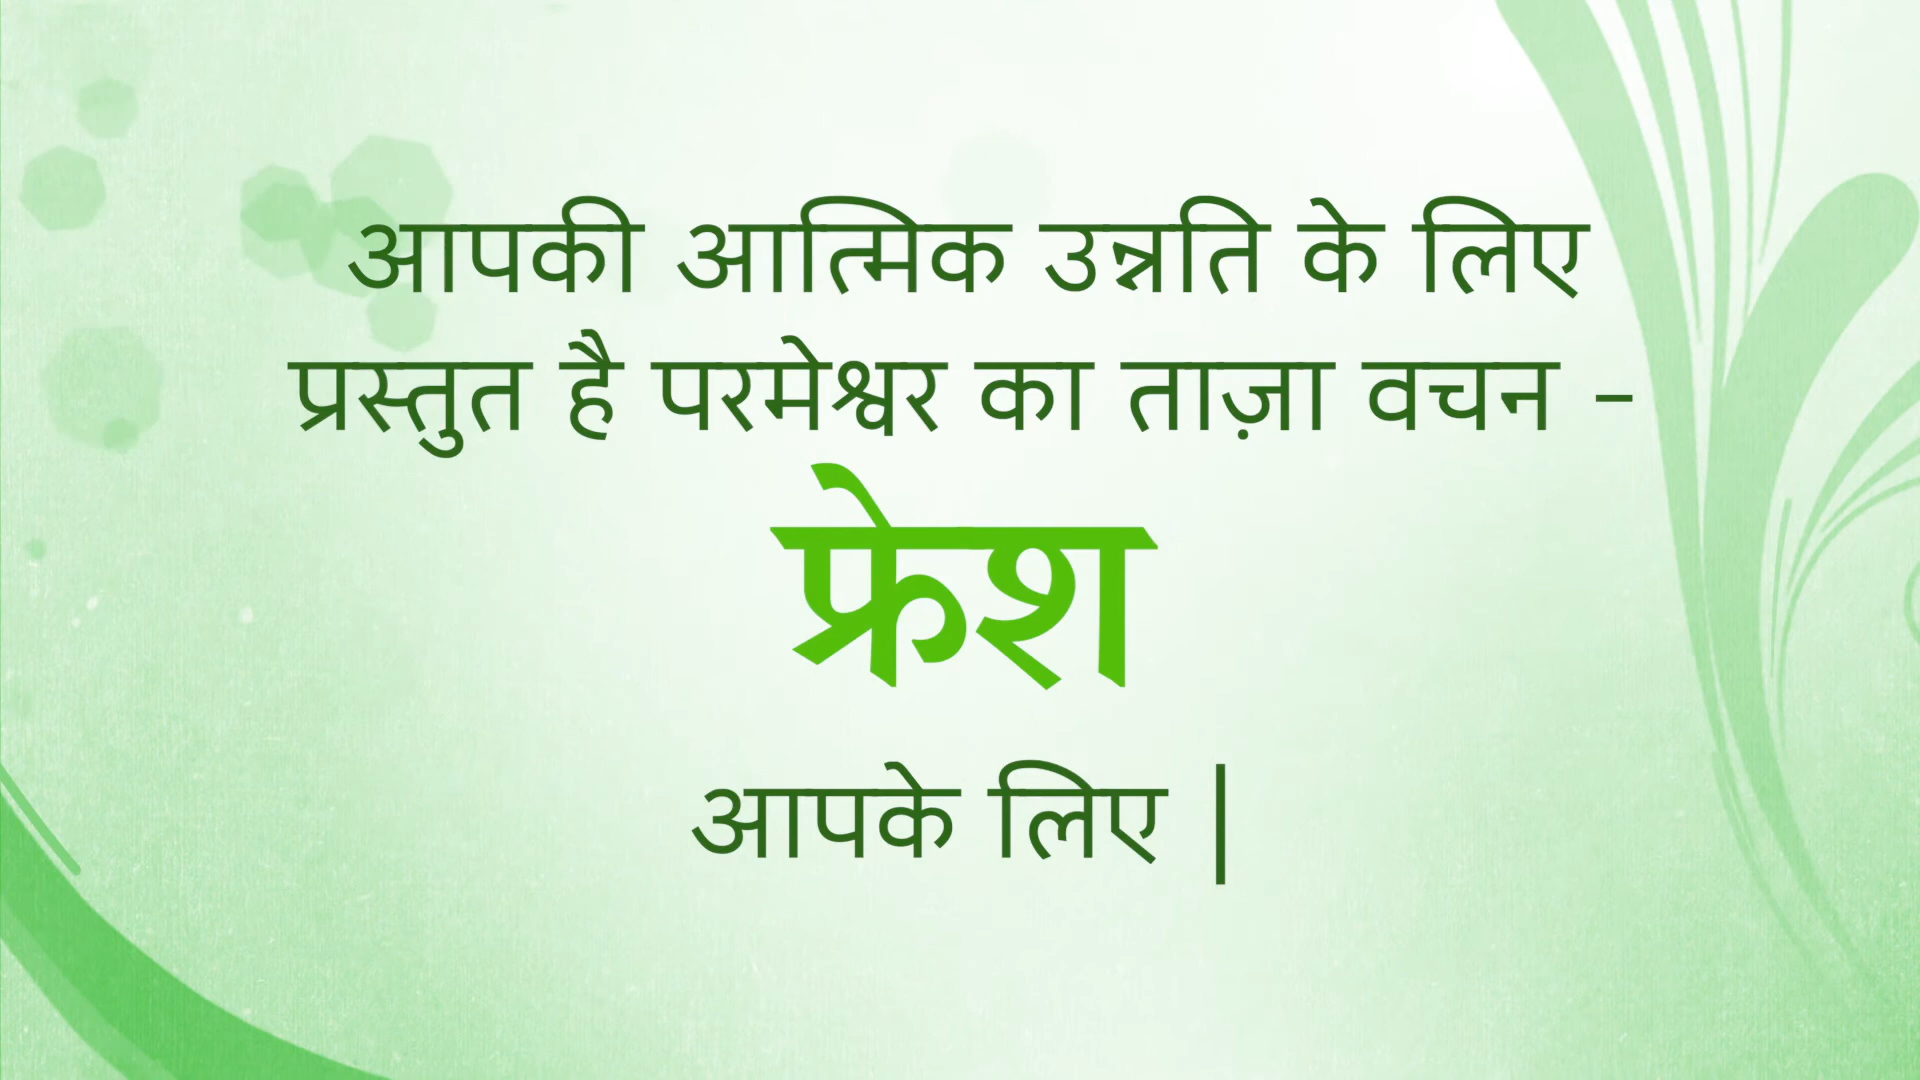 आपकी आत्मिक उन्नति के लिए
प्रस्तुत है परमेश्वर का ताज़ा वचन -
फ्रेश
आपके लिए |